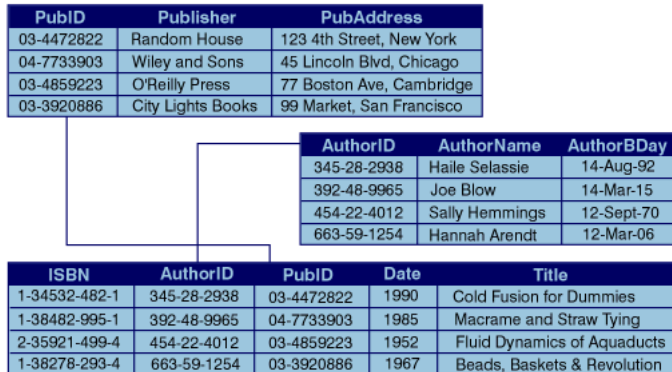 PubID Publisher PubAddress
03-4472822 Random House 123 4th Street, New York
04-7733903 Wiley and Sons 45 Lincoln Blvd, Chicago
03-4859223 O'Reilly Press 77 Boston Ave, Cambridge
03-3920886 City Lights Books 99 Market, San Francisco
AuthorID AuthorName AuthorBDay
345-28-2938 Haile Selassie 14-Aug-92
392-48-9965 Joe Blow 14-Mar-15
454-22-4012 Sally Hemmings 12-Sept-70
663-59-1254 Hannah Arendt 12-Mar-06
ISBN AuthorID PubID Date Title
1-34532-482-1 345-28-2938 03-4472822 1990 Cold Fusion for Dummies
1-38482-995-1 392-48-9965 04-7733903 1985 Macrame and Straw Tying
2-35921-499-4 454-22-4012 03-4859223 1952 Fluid Dynamics of Aquaducts
1-38278-293-4 663-59-1254 03-3920886 1967 Beads, Baskets & Revolution